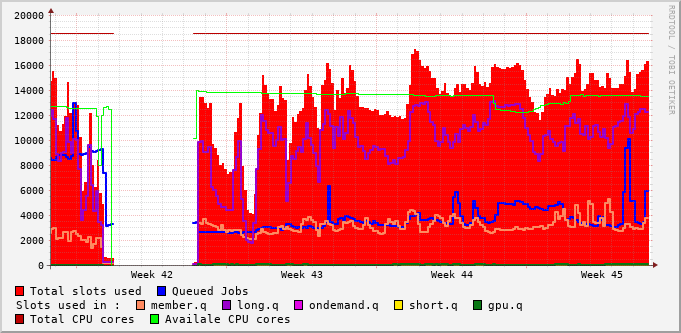 RRDTOOL / TOBI OETIKER
20000
18000
16000
14000
12000
10000
8000
6000
4000
2000
0
Week 42 Week 43 Week 44 Week 45
Total slots used Queued Jobs
Slots used in : member.q long.q ondemand.q short.q gpu.q
Total CPU cores Availale CPU cores